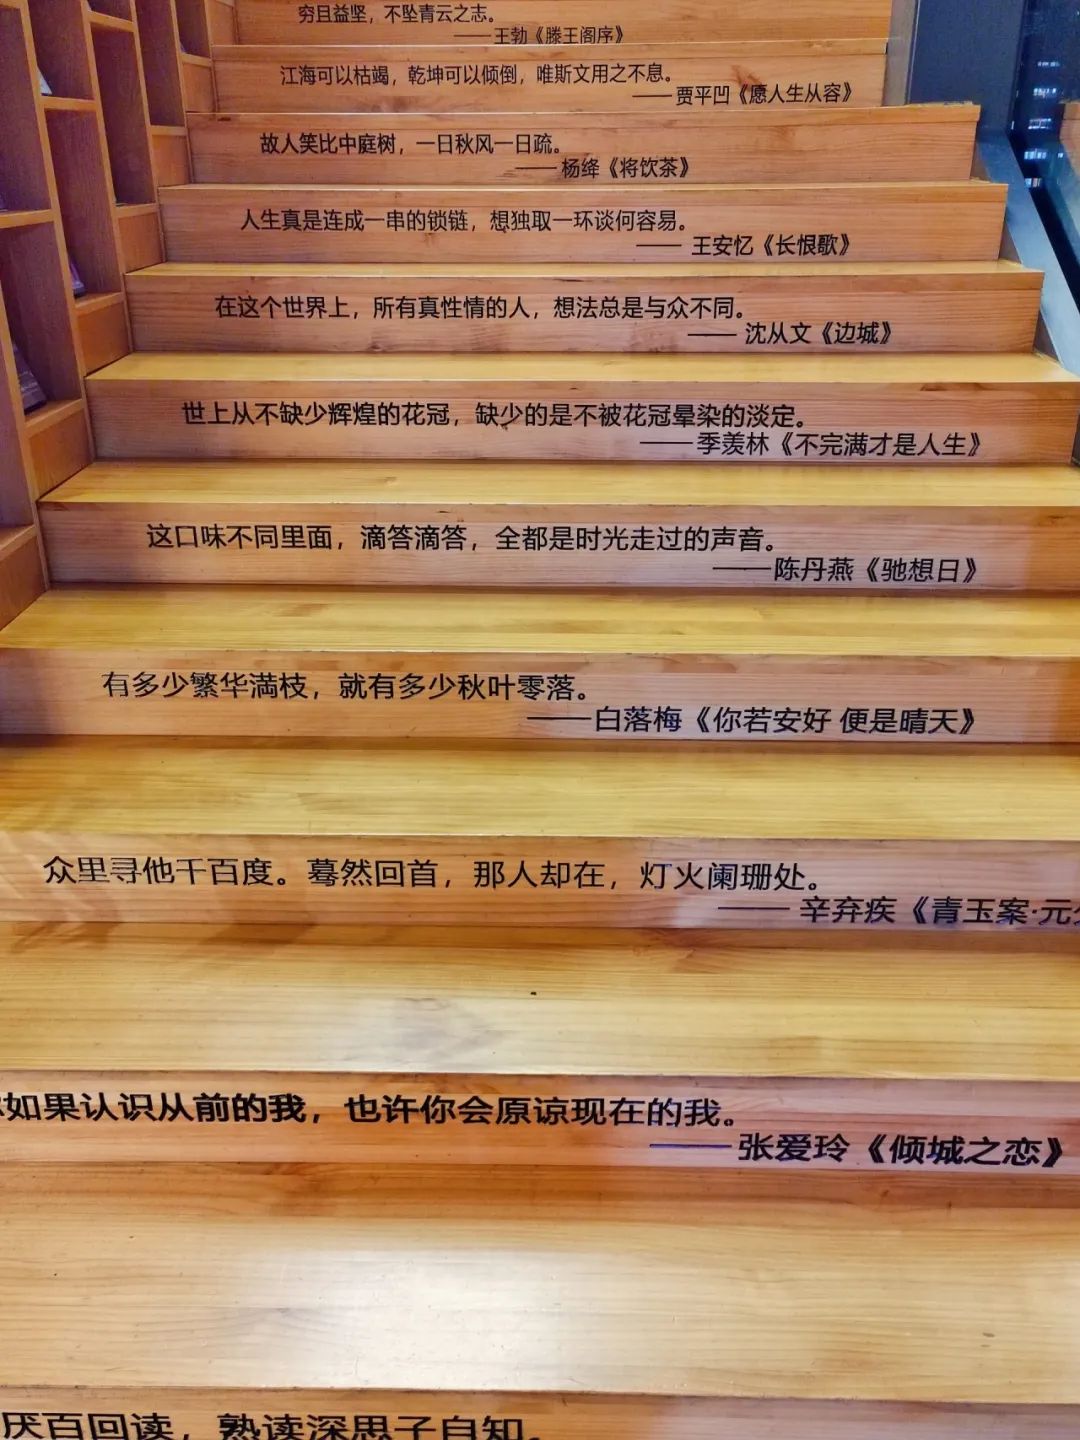 穷且益坚，不坠青云之志。
——王勃《滕王阁序》
江海可以枯竭，乾坤可以倾倒，唯斯文用之不息。
——贾平凹《愿人生从容》
故人笑比中庭树，一日秋风一日疏。
——杨绛《将饮茶》
人生真是连成一串的锁链，想独取一环谈何容易。
—— 王安忆《长恨歌》
在这个世界上，所有真性情的人，想法总是与众不同。
—— 沈从文《边城》
世上从不缺少辉煌的花冠，缺少的是不被花冠晕染的淡定。
——季羡林《不完满才是人生》
这口味不同里面，滴答滴答，全都是时光走过的声音。
——陈丹燕《驰想日》
有多少繁华满枝，就有多少秋叶零落。
——白落梅《你若安好 便是晴天》
众里寻他千百度。蓦然回首，那人却在，灯火阑珊处。
—— 辛弃疾《青玉案·元
如果认识从前的我，也许你会原谅现在的我。
——张爱玲《倾城之恋》
厌百回读，熟读深思子自知。